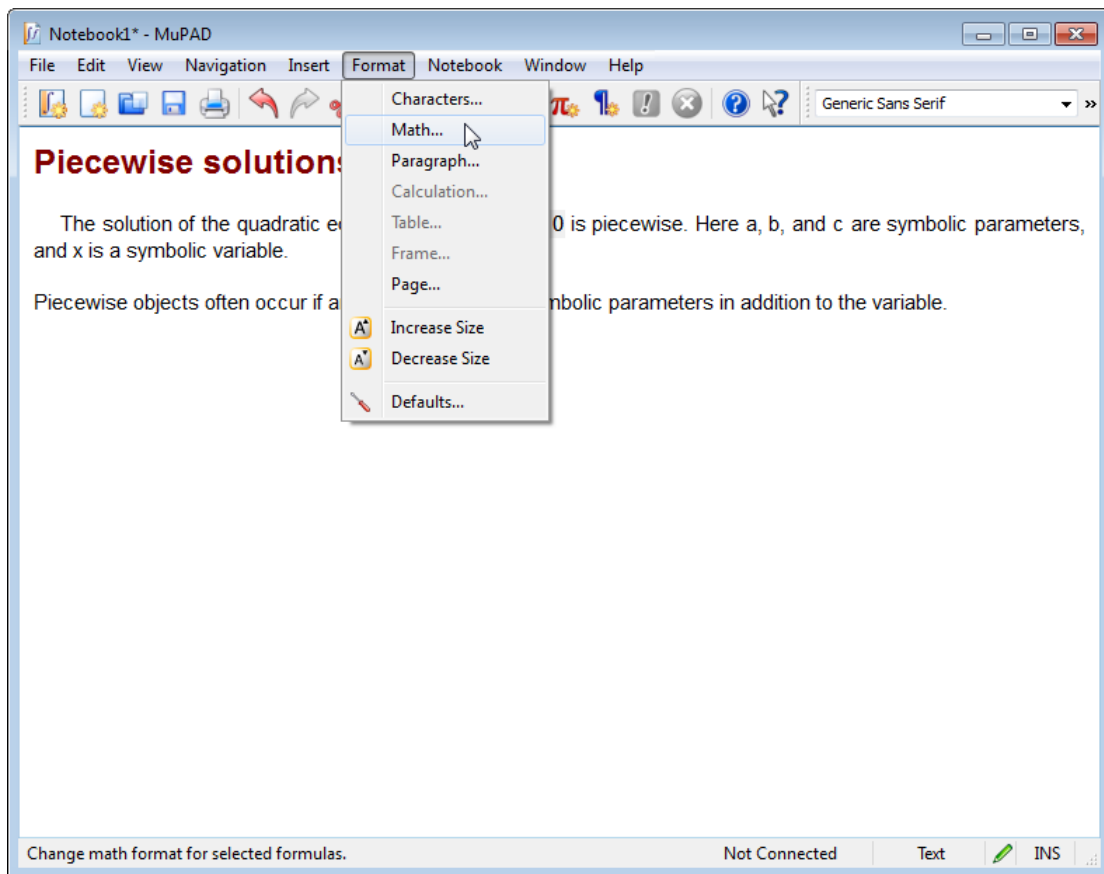 Notebook1* - MuPAD
File Edit View Navigation Insert Format Notebook Window Help
Generic Sans Serif
Characters...
Math...
Paragraph...
Calculation...
Table...
Frame...
Page...
Increase Size
Decrease Size
Defaults...
Piecewise solutions
The solution of the quadratic 0 is piecewise. Here a, b, and c are symbolic parameters,
and x is a symbolic variable.
Piecewise objects often occur if parameters in addition to the variable.
Change math format for selected formulas. Not Connected Text INS